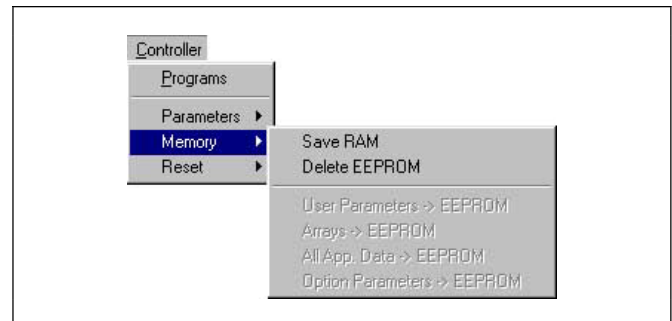 Controller
Programs
Parameters
Memory
Reset
Save RAM
Delete EEPROM
User Parameters -> EEPROM
Arrays -> EEPROM
All App. Data -> EEPROM
Option Parameters -> EEPROM